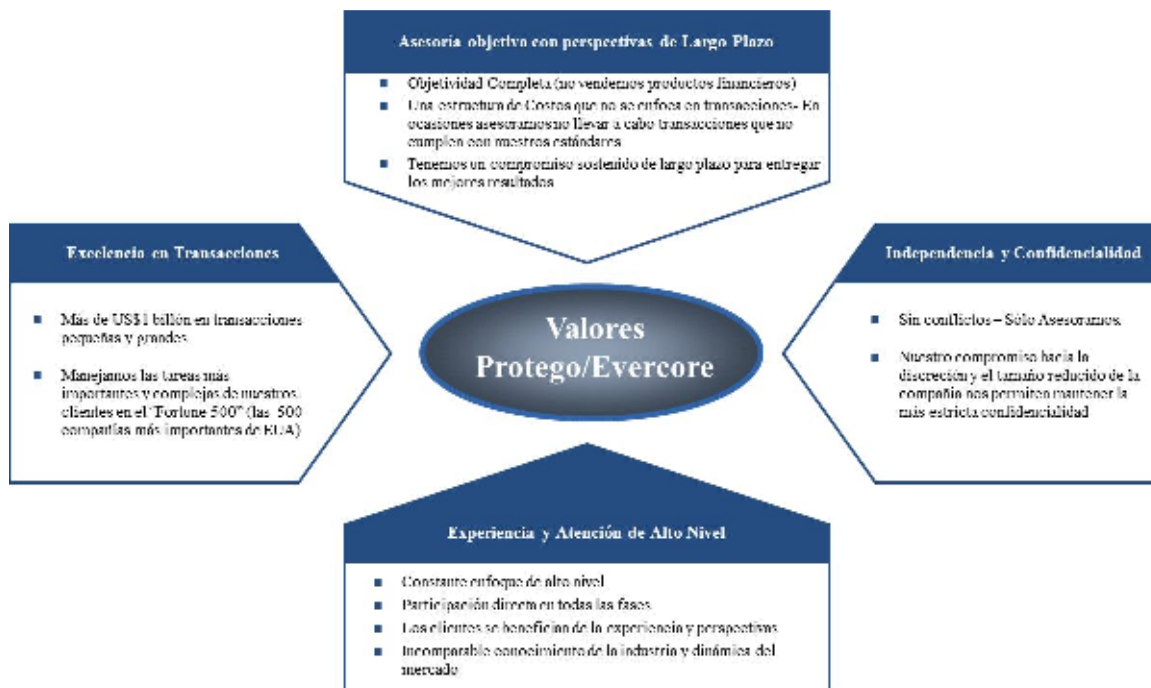 Asesoría objetivo con perspectivas de Largo Plazo
■ Objetividad Completa (no vendemos productos financieros)
■ Una estructura de Costos que no se enfoca en transacciones- En
ocasiones asesoramos no llevar a cabo transacciones que no
cumplen con nuestros estándares
■ Tenemos un compromiso sostenido de largo plazo para entregar
los mejores resultados
Excelencia en Transacciones
■ Más de US$1 billón en transacciones
pequeñas y grandes
■ Manejamos las tareas más
importantes y complejas de nuestros
clientes en el "Fortune 500" (las 500
compañías más importantes de EUA)
Valores
Protego/Evercore
Independencia y Confidencialidad
■ Sin conflictos – Sólo Asesoramos.
■ Nuestro compromiso hacia la
discreción y el tamaño reducido de la
compañía nos permiten mantener la
más estricta confidencialidad
Experiencia y Atención de Alto Nivel
■ Constante enfoque de alto nivel
■ Participación directa en todas las fases
■ Los clientes se benefician de la experiencia y perspectivas
■ Incomparable conocimiento de la industria y dinámica del
mercado